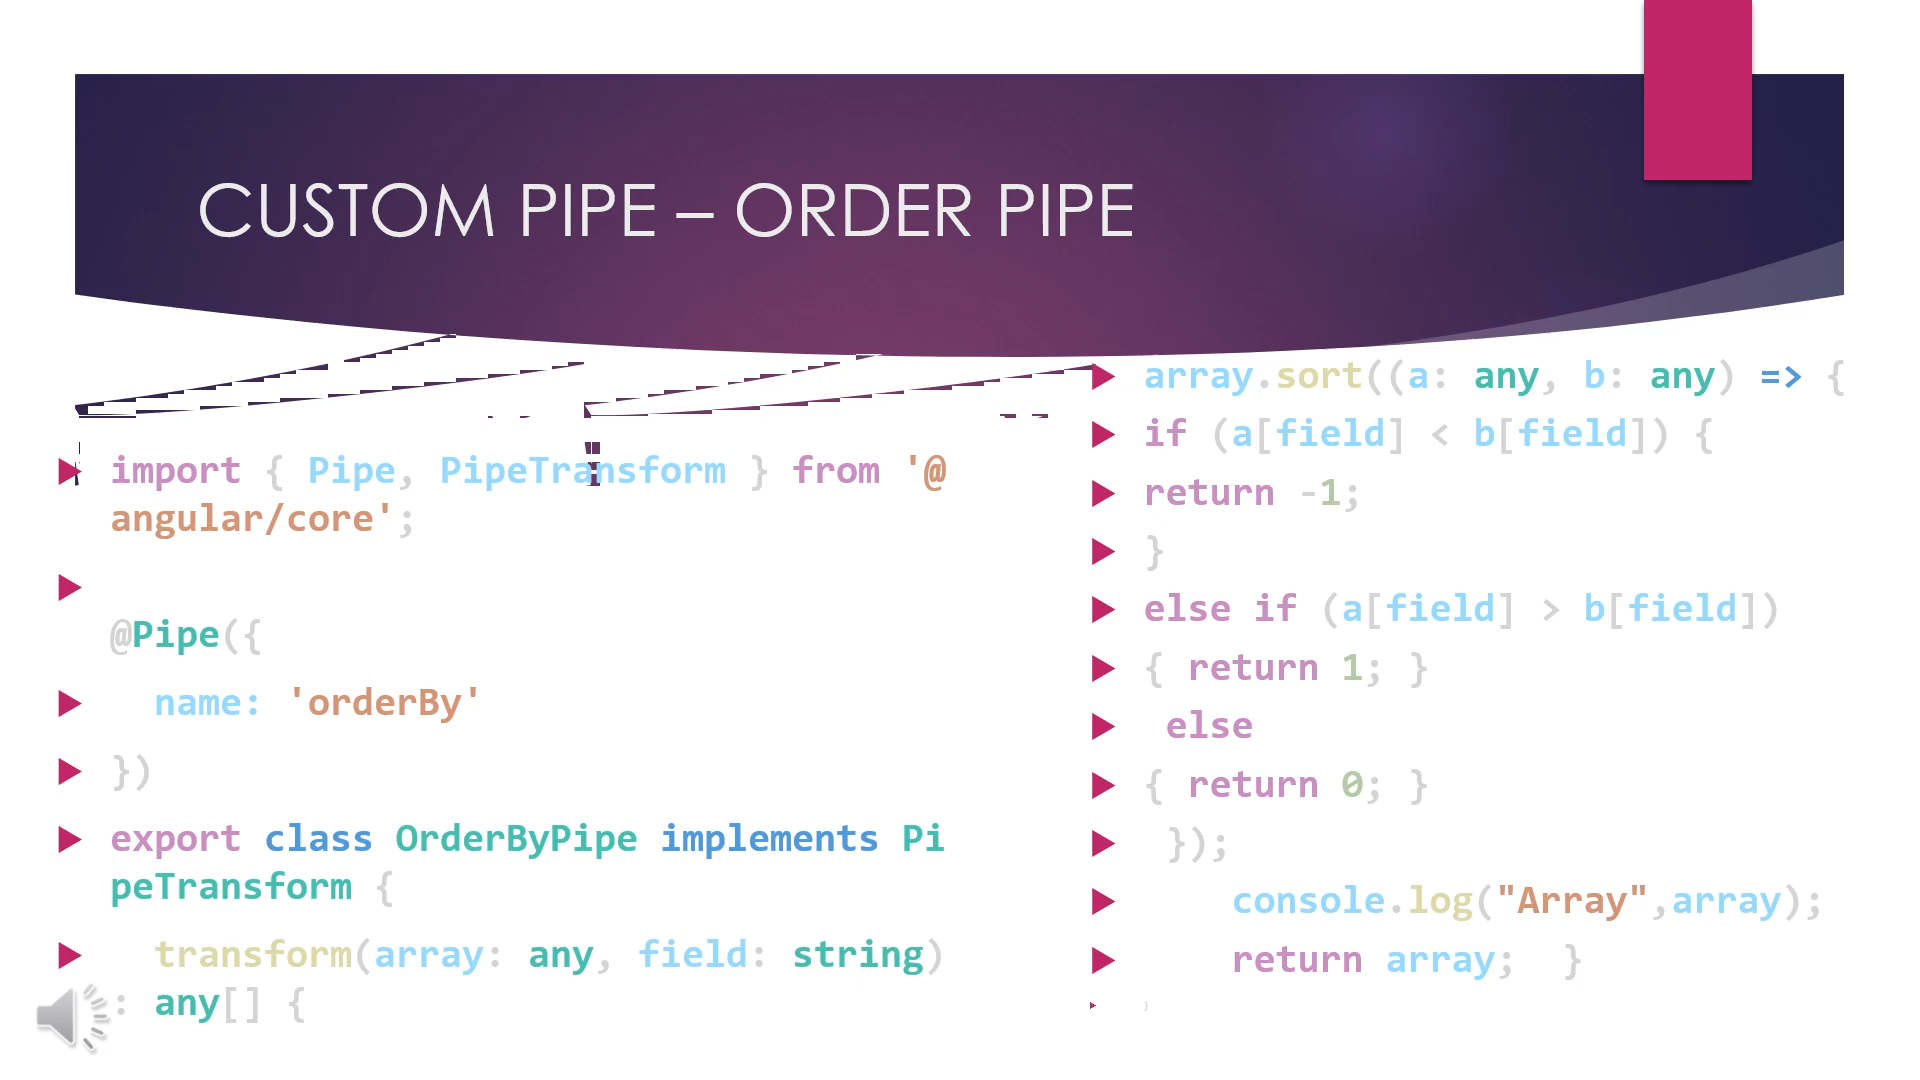 CUSTOM PIPE – ORDER PIPE
import { Pipe, PipeTransform } from '@
angular/core';
@Pipe({
name: 'orderBy'
})
export class OrderByPipe implements Pi
peTransform {
transform(array: any, field: string)
: any[] {
array.sort((a: any, b: any) => {
if (a[field] < b[field]) {
return -1;
}
else if (a[field] > b[field])
{ return 1; }
else
{ return 0; }
});
console.log("Array",array);
return array;  }
}